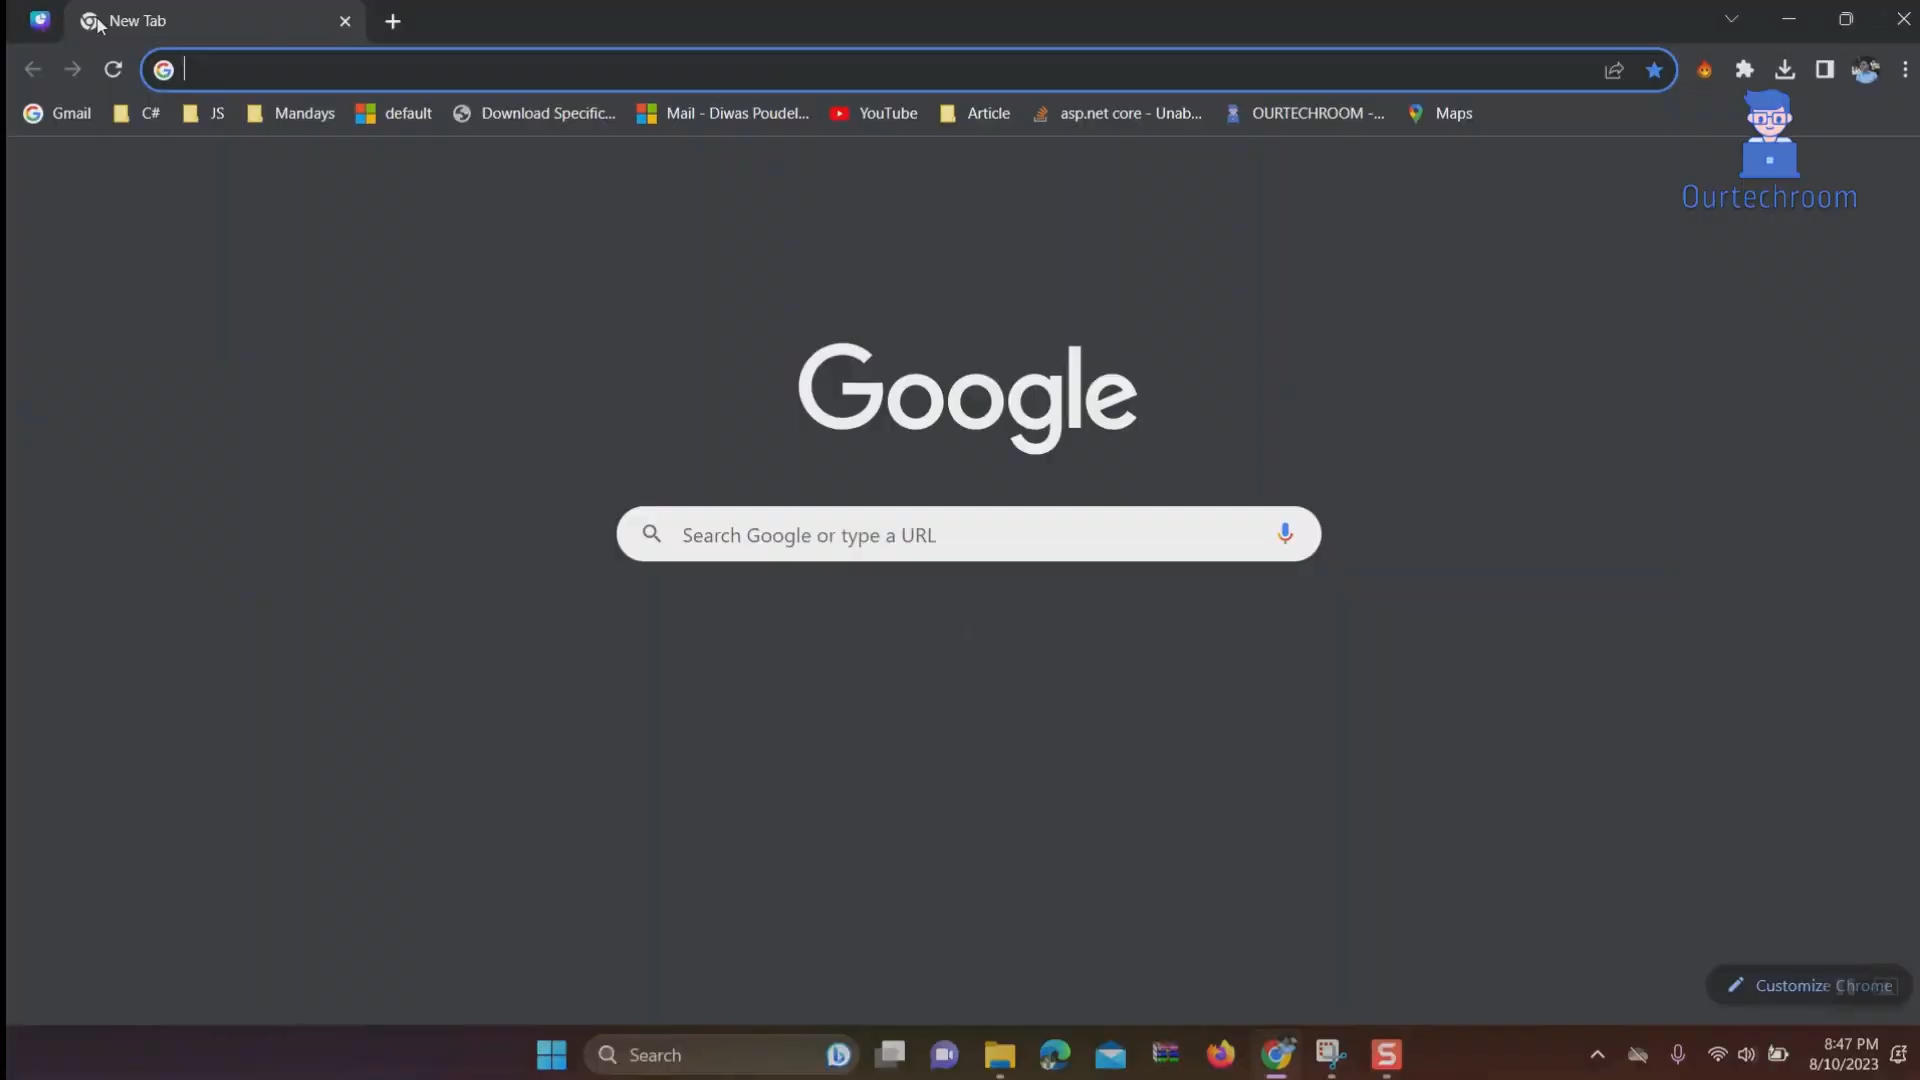 New Tab
Gmail
C#
JS
Mandays
default
Download Specific...
Mail - Diwas Poudel...
YouTube
Article
asp.net core - Unab...
OURTECHROOM -...
Maps
Ourtechroom
Google
Search Google or type a URL
Customize Chrome
Search
8:47 PM
8/10/2023